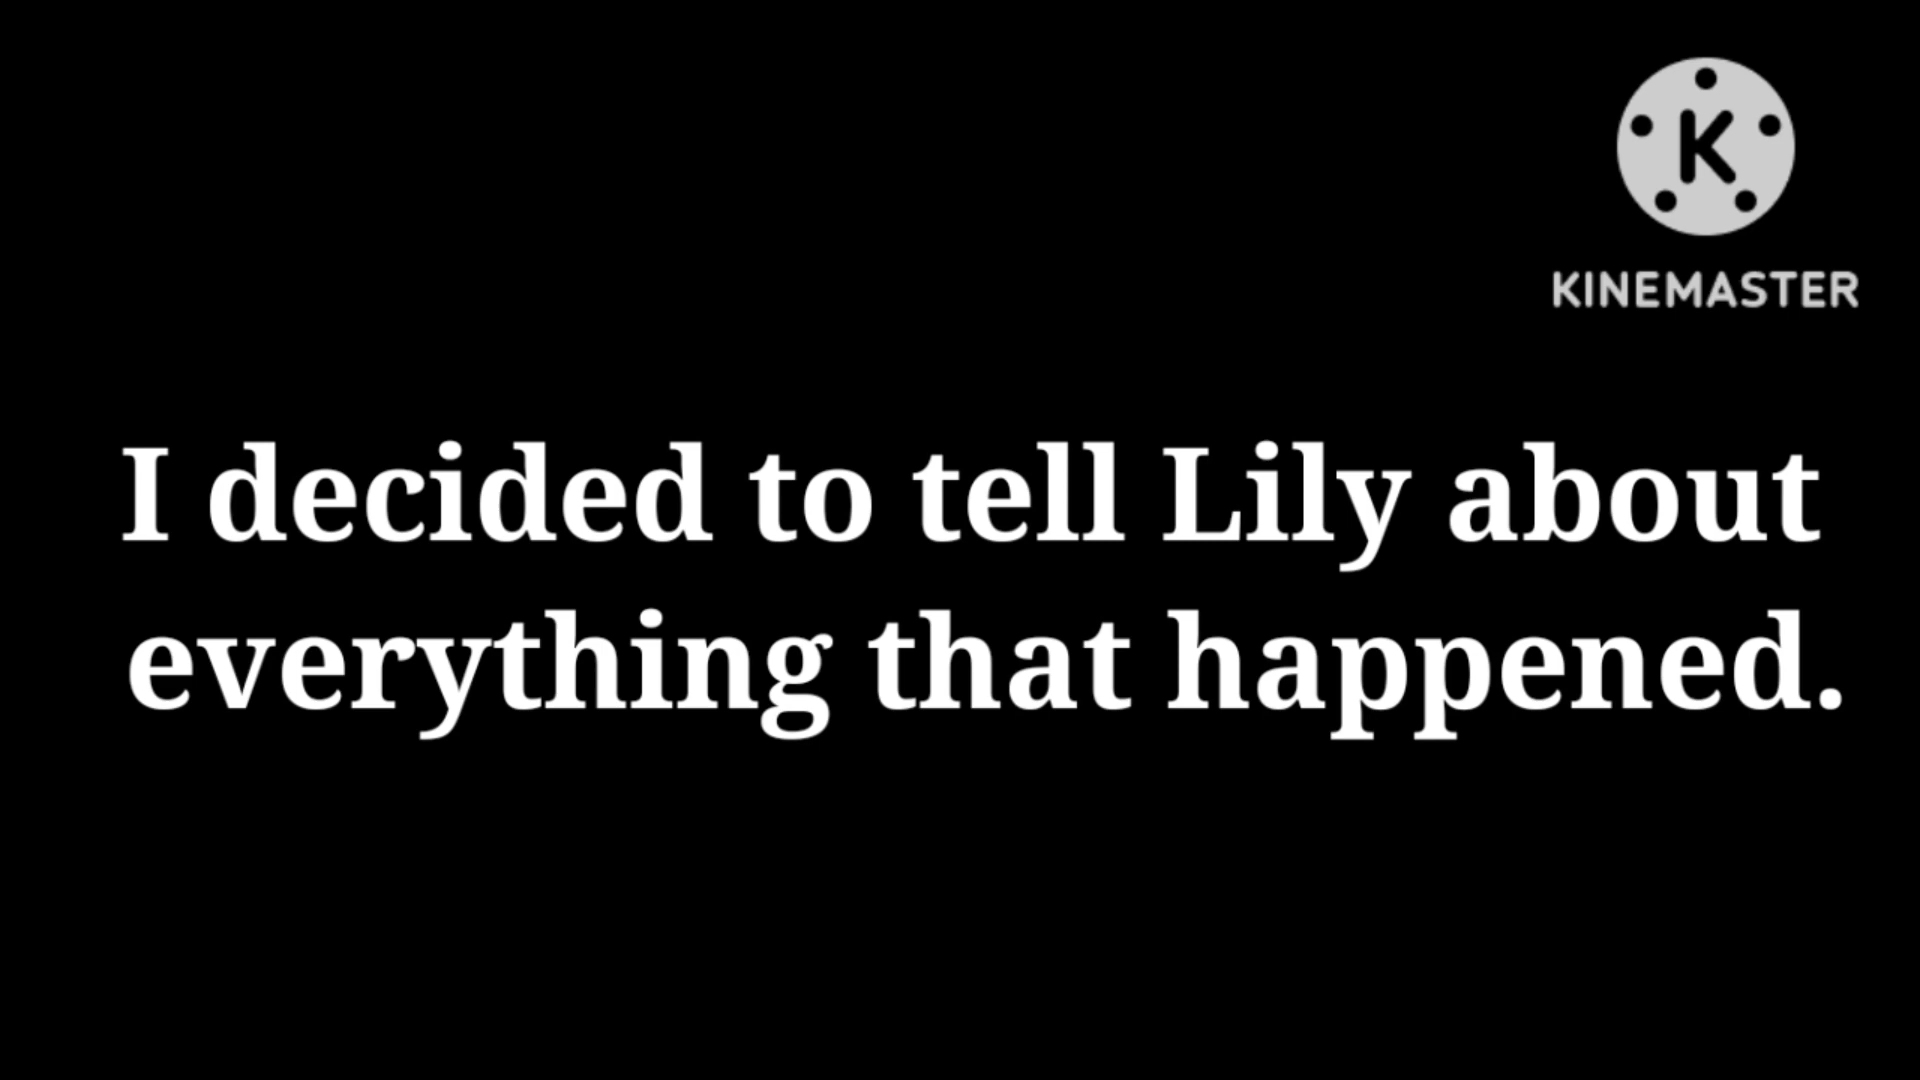 K
KINEMASTER
I decided to tell Lily about
everything that happened.